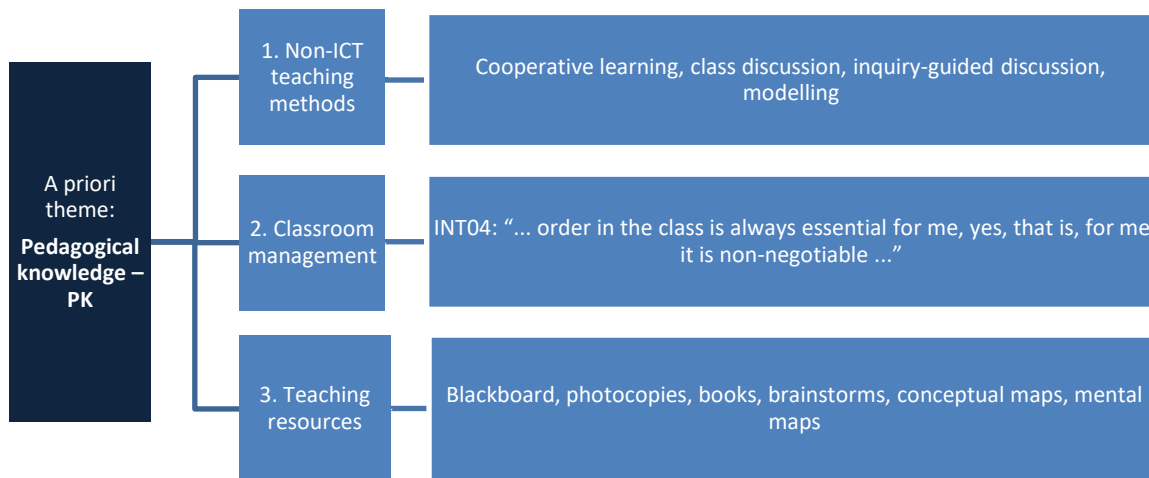 A priori
theme:
Pedagogical
knowledge –
PK
1. Non-ICT
teaching
methods
Cooperative learning, class discussion, inquiry-guided discussion,
modelling
2. Classroom
management
INT04: “... order in the class is always essential for me, yes, that is, for me
it is non-negotiable ...”
3. Teaching
resources
Blackboard, photocopies, books, brainstorms, conceptual maps, mental
maps